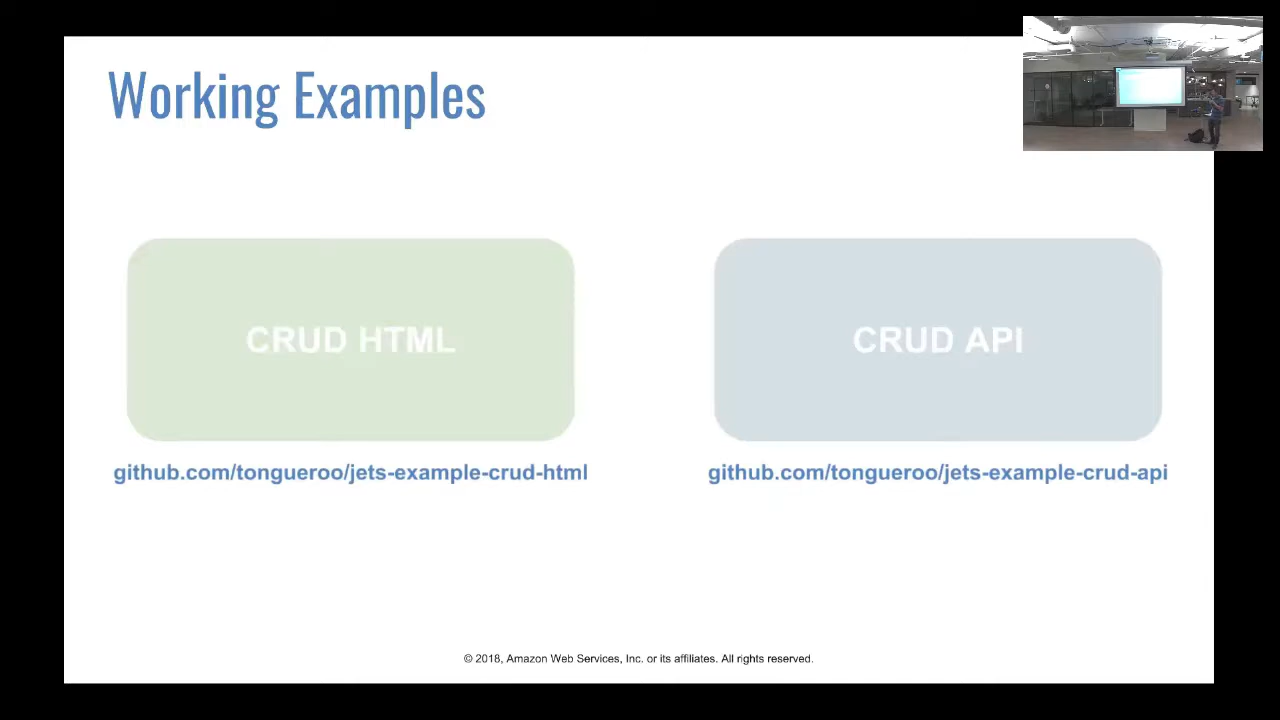 Working Examples
CRUD HTML
CRUD API
github.com/tongueroo/jets-example-crud-html
github.com/tongueroo/jets-example-crud-api
© 2018, Amazon Web Services, Inc. or its affiliates. All rights reserved.